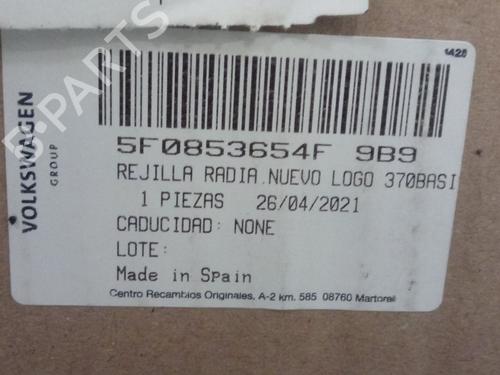 1428
5F0853654F 9B9
REJILLA RADIA.NUEVO LOGO 370BASI
1 PIEZAS 26/04/2021
CADUCIDAD: NONE
LOTE:
Made in Spain
Centro Recambios Originales, A-2 km. 585 08760 Martorell
VOLKSWAGEN
GROUP
B-PARTS